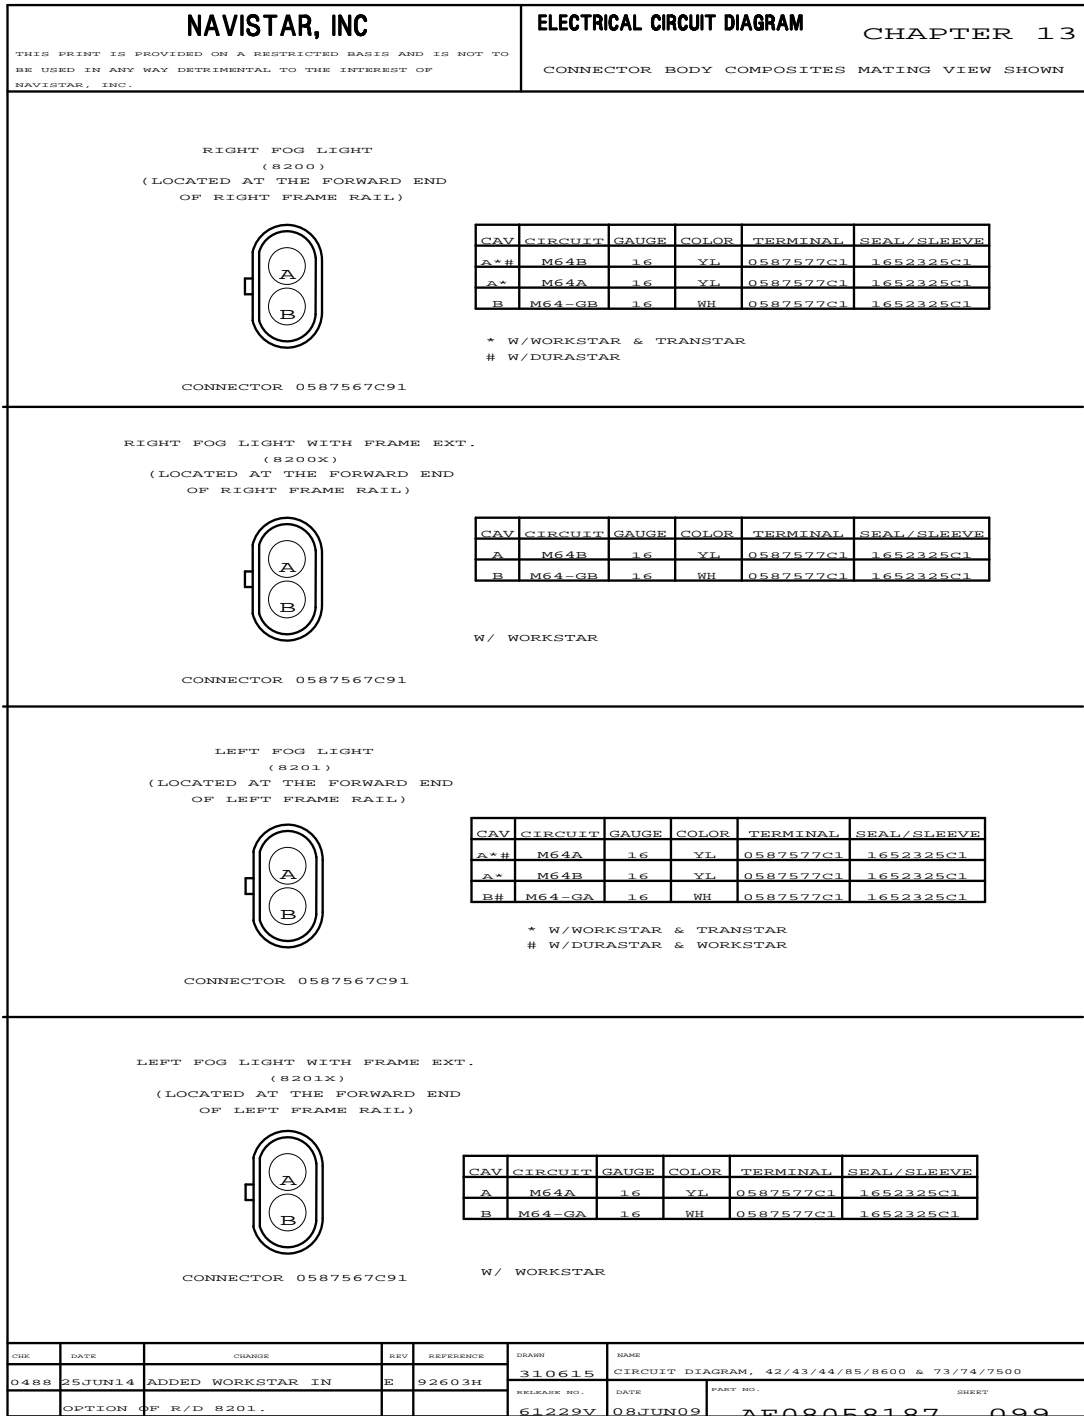 NAVISTAR, INC
THIS PRINT IS PROVIDED ON A RESTRICTED BASIS AND IS NOT TO
BE USED IN ANY WAY DETRIMENTAL TO THE INTEREST OF
NAVISTAR, INC.
ELECTRICAL CIRCUIT DIAGRAM
CHAPTER 13
CONNECTOR BODY COMPOSITES MATING VIEW SHOWN
RIGHT FOG LIGHT
(8200)
(LOCATED AT THE FORWARD END
OF RIGHT FRAME RAIL)
A
B
CONNECTOR 0587567C91
CAV CIRCUIT GAUGE COLOR TERMINAL SEAL/SLEEVE
A*# M64B 16 YL 0587577C1 1652325C1
A* M64A 16 YL 0587577C1 1652325C1
B M64-GB 16 WH 0587577C1 1652325C1
* W/WORKSTAR & TRANSTAR
# W/DURASTAR
RIGHT FOG LIGHT WITH FRAME EXT.
(8200X)
(LOCATED AT THE FORWARD END
OF RIGHT FRAME RAIL)
A
B
CONNECTOR 0587567C91
CAV CIRCUIT GAUGE COLOR TERMINAL SEAL/SLEEVE
A M64B 16 YL 0587577C1 1652325C1
B M64-GB 16 WH 0587577C1 1652325C1
W/ WORKSTAR
LEFT FOG LIGHT
(8201)
(LOCATED AT THE FORWARD END
OF LEFT FRAME RAIL)
A
B
CONNECTOR 0587567C91
CAV CIRCUIT GAUGE COLOR TERMINAL SEAL/SLEEVE
A*# M64A 16 YL 0587577C1 1652325C1
A* M64B 16 YL 0587577C1 1652325C1
B# M64-GA 16 WH 0587577C1 1652325C1
* W/WORKSTAR & TRANSTAR
# W/DURASTAR & WORKSTAR
LEFT FOG LIGHT WITH FRAME EXT.
(8201X)
(LOCATED AT THE FORWARD END
OF LEFT FRAME RAIL)
A
B
CONNECTOR 0587567C91
CAV CIRCUIT GAUGE COLOR TERMINAL SEAL/SLEEVE
A M64A 16 YL 0587577C1 1652325C1
B M64-GA 16 WH 0587577C1 1652325C1
W/ WORKSTAR
CHK DATE CHANGE REV REFERENCE
0488 25JUN14 ADDED WORKSTAR IN E 92603H
OPTION OF R/D 8201.
DRAWN
310615
NAME
CIRCUIT DIAGRAM, 42/43/44/85/8600 & 73/74/7500
RELEASE NO.
61229V
DATE
08JUN09
PART NO.
AE08058187
SHEET
099